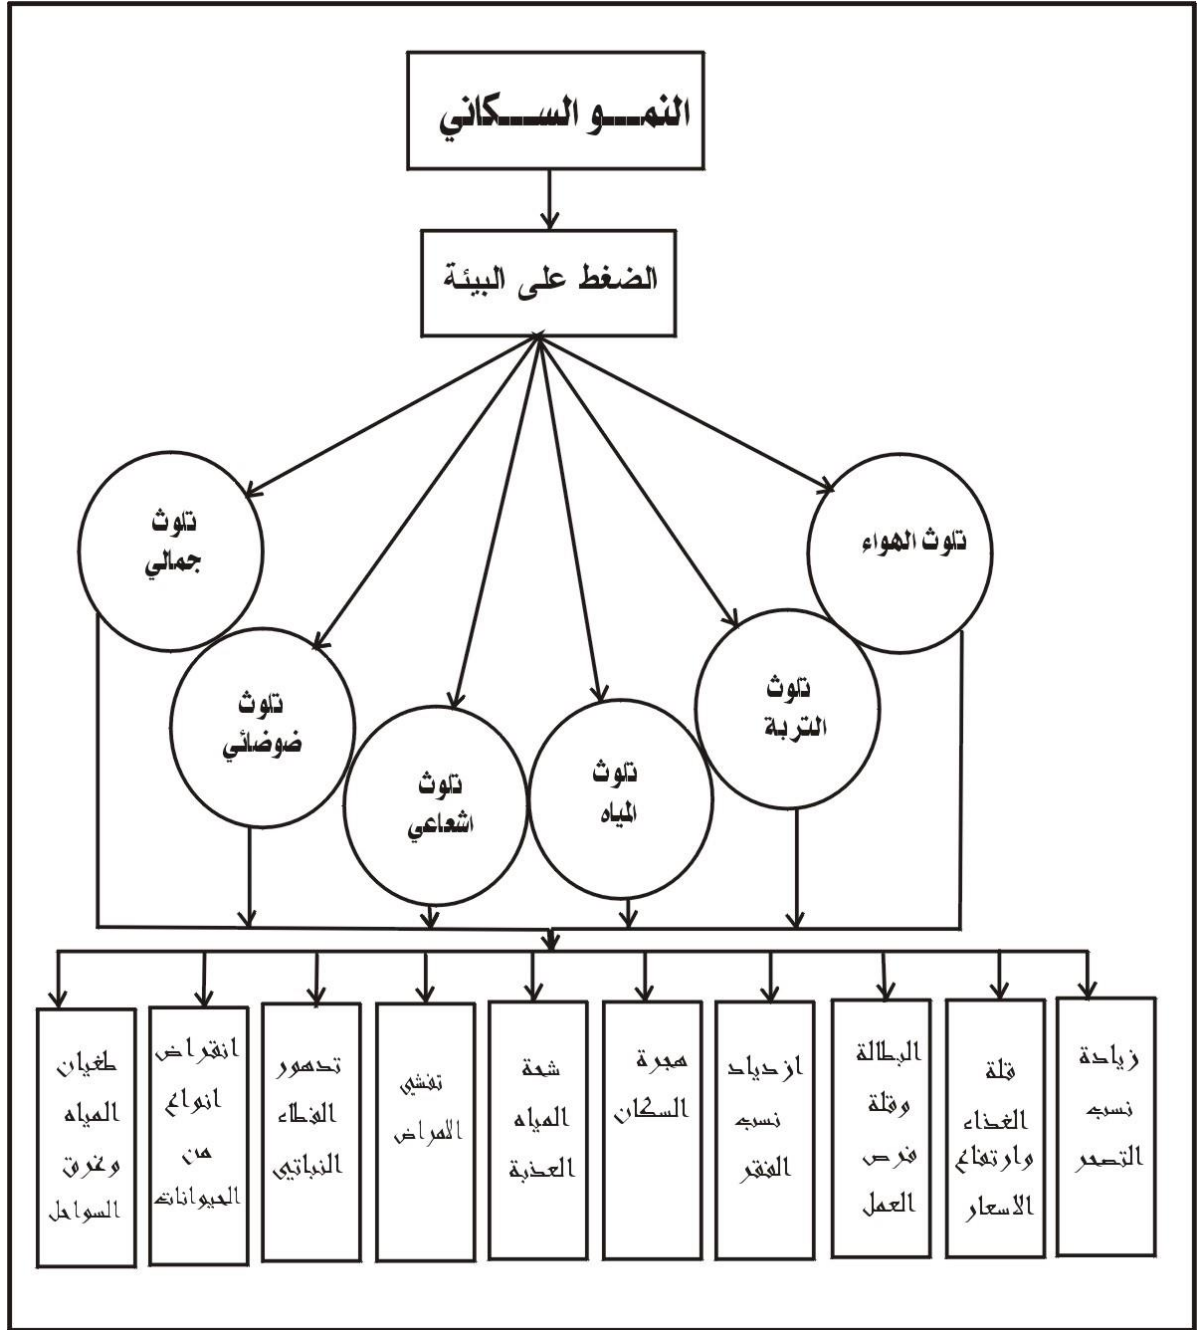 النمـــو الســـكاني
الضغط على البيئة
تلوث الهواء
تلوث
التربة
تلوث
المياه
تلوث
اشعاعي
تلوث
ضوضائي
تلوث
جمالي
زيادة
نسب
التصحر
قلة
الغذاء
وارتفاع
الاسعار
البطالة
وقلة
فرص
العمل
ازدياد
نسب
الفقر
هجرة
السكان
شحة
المياه
العذبة
تفشي
الامراض
تدهور
الغطاء
النباتي
انقراض
انواع
من
الحيوانات
طغيان
المياه
وغرق
السواحل